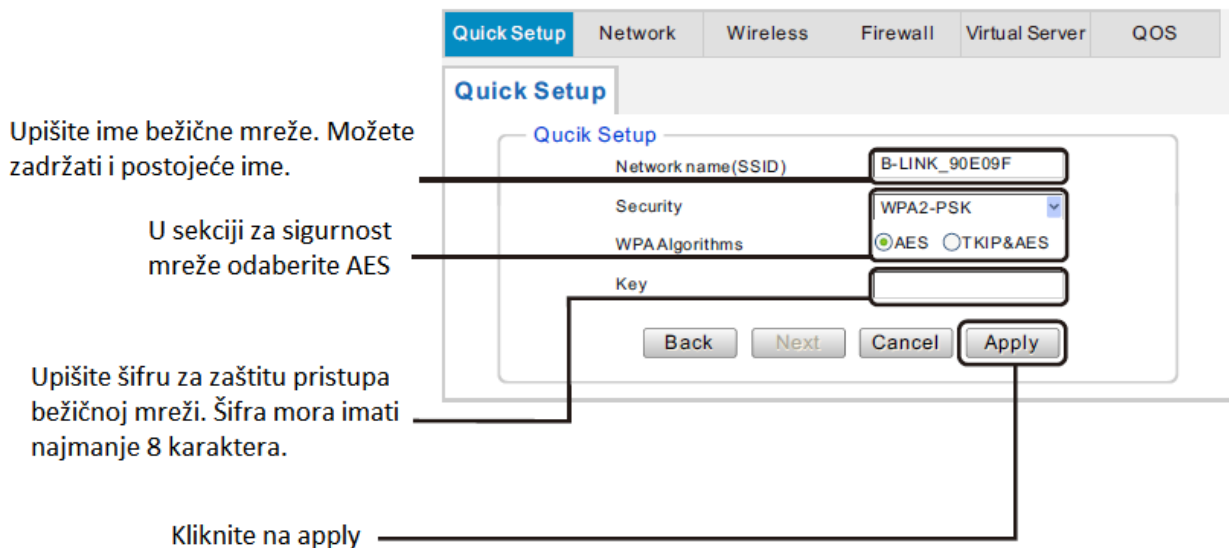 Quick Setup Network Wireless Firewall Virtual Server QOS
Quick Setup
Qucik Setup
Upišite ime bežične mreže. Možete
zadržati i postojeće ime.
Network name(SSID) B-LINK_90E09F
U sekciji za sigurnost
mreže odaberite AES
Security WPA2-PSK
WPA Algorithms AES TKIP&AES
Key
Back Next Cancel Apply
Upišite šifru za zaštitu pristupa
bežičnoj mreži. Šifra mora imati
najmanje 8 karaktera.
Kliknite na apply